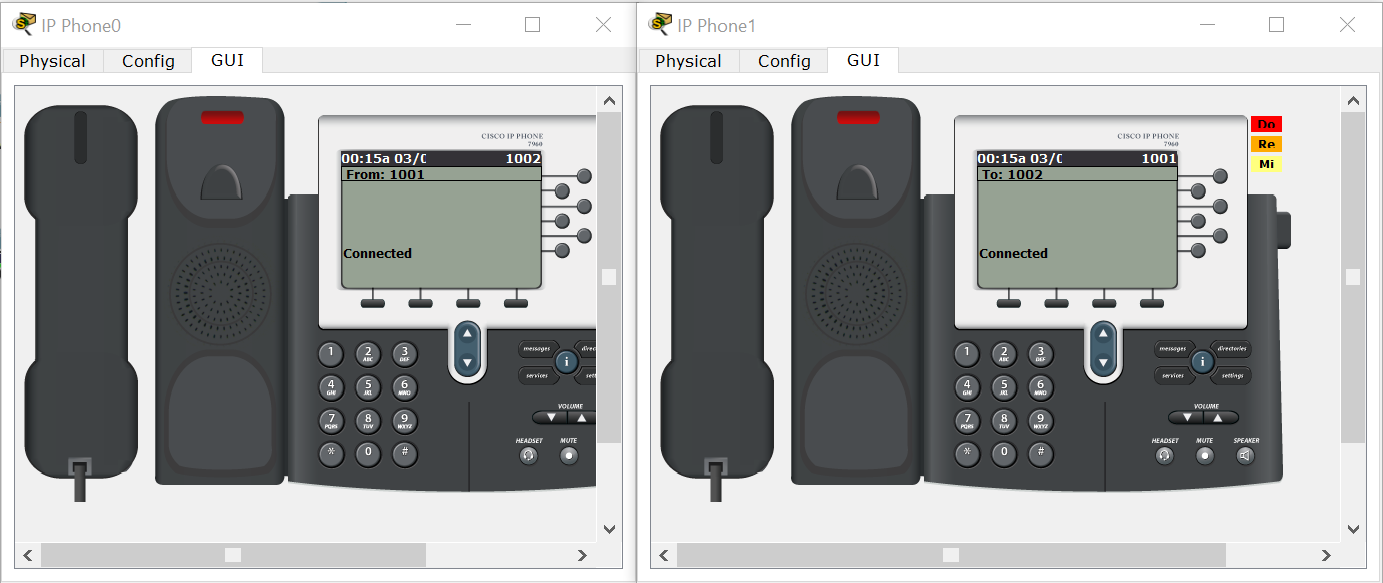 IP Phone0
Physical Config GUI
CISCO IP PHONE
7960
00:15a 03/0 1002
From: 1001
Connected
1 2 ABC 3 DEF
4 GHI 5 JKL 6 MNO
7 PQRS 8 TUV 9 WXYZ
* 0 #
messages direc
i
services sett
VOLUME
HEADSET MUTE
IP Phone1
Physical Config GUI
CISCO IP PHONE
7960
00:15a 03/0 1001
To: 1002
Connected
Do
Re
Mi
1 2 ABC 3 DEF
4 GHI 5 JKL 6 MNO
7 PQRS 8 TUV 9 WXYZ
* 0 #
messages directories
i
services settings
VOLUME
HEADSET MUTE SPEAKER